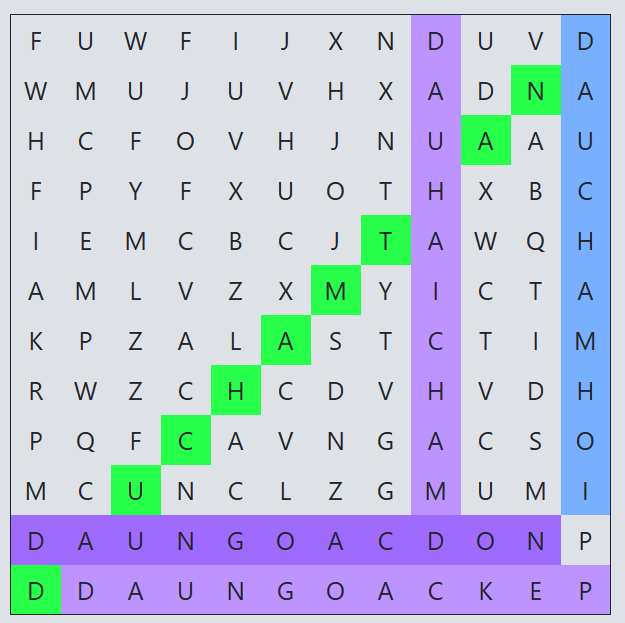 F U W F I J X N D U V D
W M U J U V H X A D N A
H C F O V H J N U A A U
F P Y F X U O T H X B C
I E M C B C J T A W Q H
A M L V Z X M Y I C T A
K P Z A L A S T C T I M
R W Z C H C D V H V D H
P Q F C A V N G A C S O
M C U N C L Z G M U M I
D A U N G O A C D O N P
D D A U N G O A C K E P